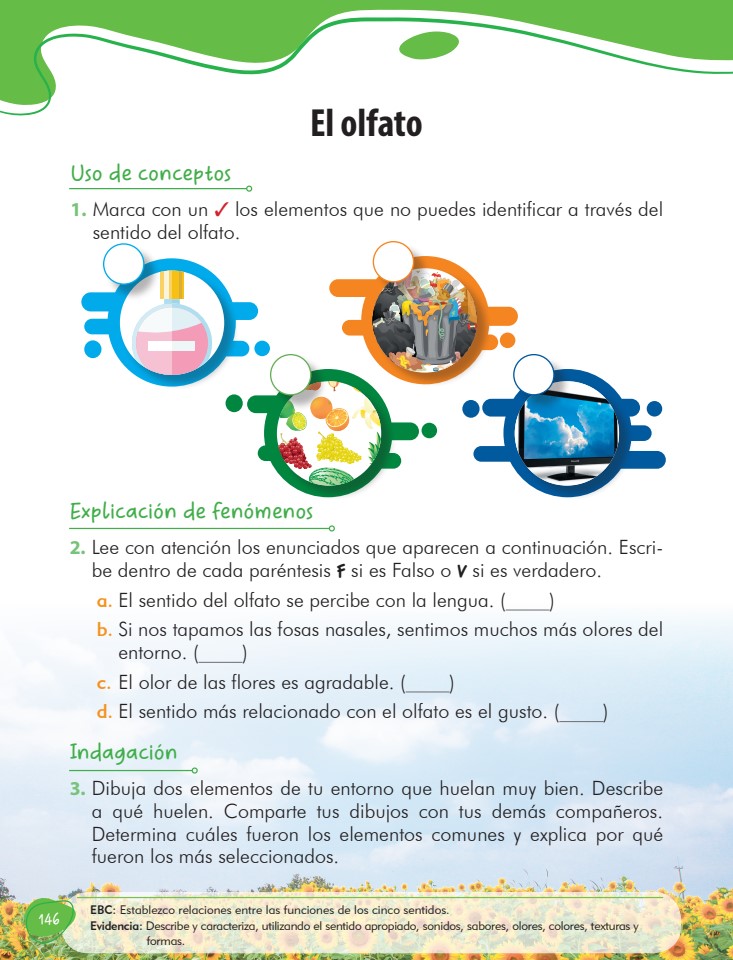 El olfato
Uso de conceptos
1. Marca con un ✓ los elementos que no puedes identificar a través del
sentido del olfato.
Explicación de fenómenos
2. Lee con atención los enunciados que aparecen a continuación. Escri-
be dentro de cada paréntesis F si es Falso o V si es verdadero.
a. El sentido del olfato se percibe con la lengua. (____)
b. Si nos tapamos las fosas nasales, sentimos muchos más olores del
entorno. (____)
c. El olor de las flores es agradable. (____)
d. El sentido más relacionado con el olfato es el gusto. (____)
Indagación
3. Dibuja dos elementos de tu entorno que huelan muy bien. Describe
a qué huelen. Comparte tus dibujos con tus demás compañeros.
Determina cuáles fueron los elementos comunes y explica por qué
fueron los más seleccionados.
146
EBC: Establezco relaciones entre las funciones de los cinco sentidos.
Evidencia: Describe y caracteriza, utilizando el sentido apropiado, sonidos, sabores, olores, colores, texturas y
formas.